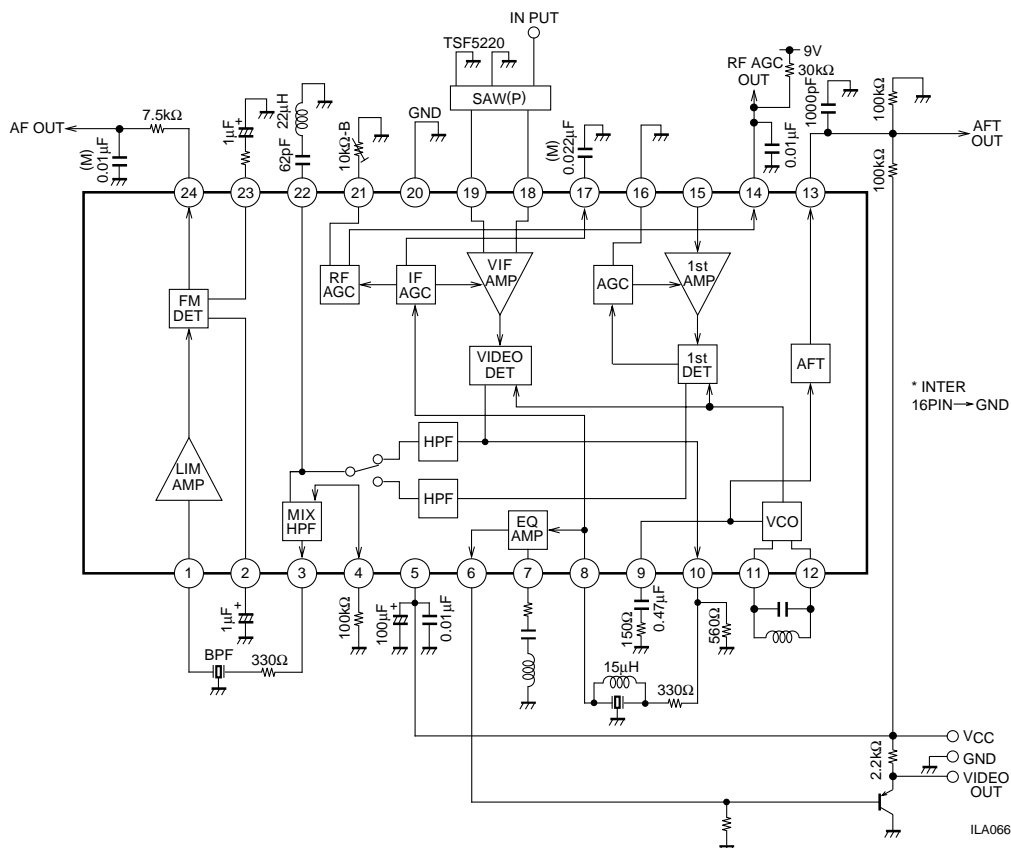 IN PUT
TSF5220
SAW(P)
9V
30kΩ
RF AGC
OUT
1000pF
100kΩ
AF OUT
7.5kΩ
(M)
0.01µF
1µF
+
22µH
62pF
10kΩ-B
GND
(M)
0.022µF
0.01µF
100kΩ
AFT
OUT
24
23
22
21
20
19
18
17
16
15
14
13
RF
AGC
IF
AGC
VIF
AMP
AGC
1st
AMP
FM
DET
VIDEO
DET
1st
DET
AFT
* INTER
16PIN→GND
LIM
AMP
HPF
HPF
MIX
HPF
EQ
AMP
VCO
1
2
3
4
5
6
7
8
9
10
11
12
1µF
+
100kΩ
100µF
+
0.01µF
150Ω
0.47µF
560Ω
BPF
330Ω
15µH
330Ω
VCC
2.2kΩ
GND
VIDEO
OUT
ILA066